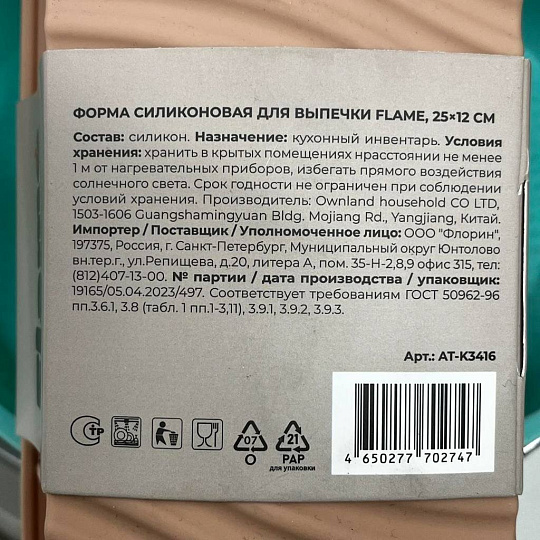 ФОРМА СИЛИКОНОВАЯ ДЛЯ ВЫПЕЧКИ FLAME, 25×12 СМ
Состав: силикон. Назначение: кухонный инвентарь. Условия
хранения: хранить в крытых помещениях нрасстоянии не менее
1 м от нагревательных приборов, избегать прямого воздействия
солнечного света. Срок годности не ограничен при соблюдении
условий хранения. Производитель: Ownland household CO LTD,
1503-1606 Guangshamingyuan Bldg. Mojiang Rd., Yangjiang, Китай.
Импортер / Поставщик / Уполномоченное лицо: ООО "Флорин",
197375, Россия, г. Санкт-Петербург, Муниципальный округ Юнтолово
вн.тер.г., ул.Репищева, д.20, литера А, пом. 35-Н-2,8,9 офис 315, тел:
(812)407-13-00. № партии / дата производства / упаковщик:
19165/05.04.2023/497. Соответствует требованиям ГОСТ 50962-96
пп.3.6.1, 3.8 (табл. 1 пп.1-3,11), 3.9.1, 3.9.2, 3.9.3.
Арт.: AT-K3416
07
O
21
PAP
для упаковки
4 650277 702747